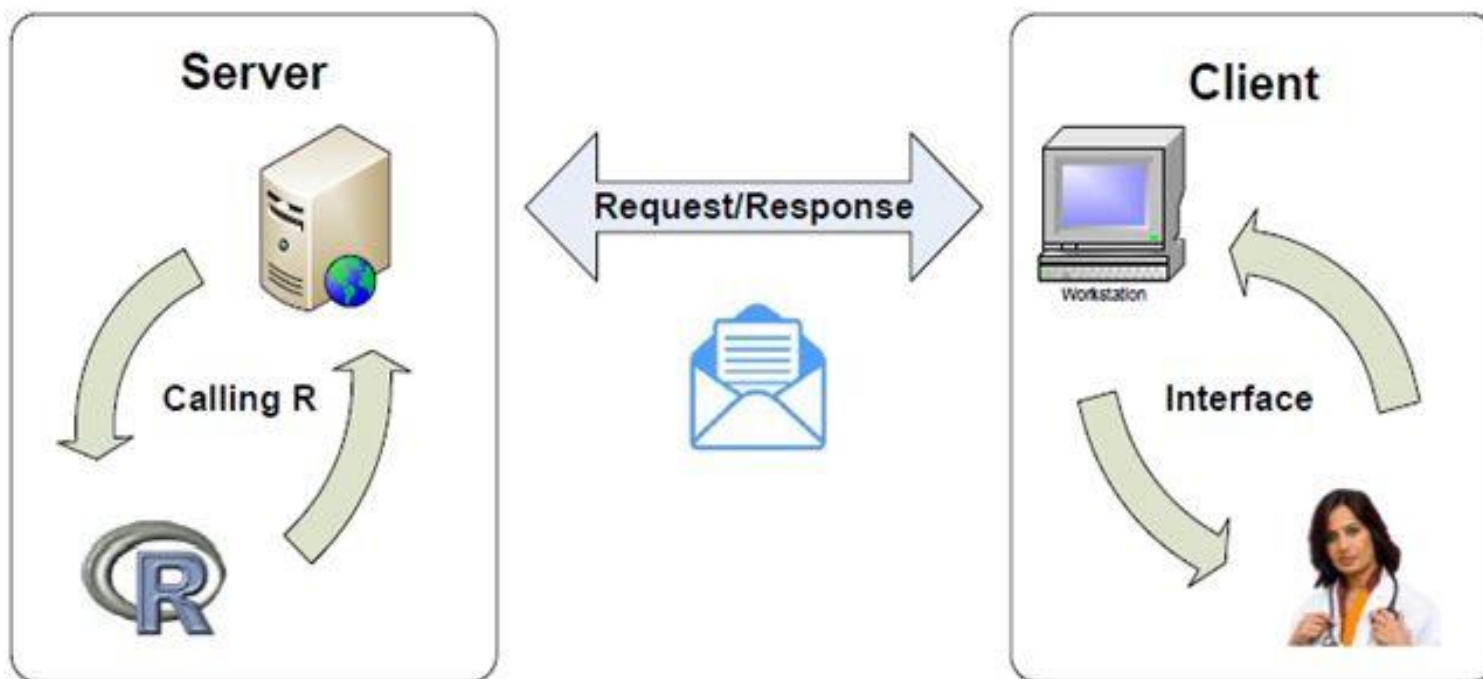 Server
Client
Request/Response
Workstation
Calling R
Interface
R